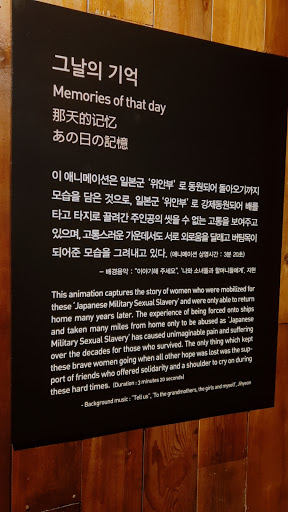 그날의 기억
Memories of that day
那天的记忆
あの日の記憶
이 애니메이션은 일본군 ‘위안부’ 로 동원되어 돌아오기까지
모습을 담은 것으로, 일본군 ‘위안부’ 로 강제동원되어 배를
타고 타지로 끌려간 주인공의 씻을 수 없는 고통을 보여주고
있으며, 고통스러운 가운데서도 서로 외로움을 달래고 버팀목이
되어준 모습을 그려내고 있다. (애니메이션 상영시간 : 3분 20초)
– 배경음악 : “이야기해 주세요”, ‘나와 소녀들과 할머니들에게’, 지현
This animation captures the story of women who were mobilized for
these ‘Japanese Military Sexual Slavery’ and were only able to return
home many years later. The experience of being forced onto ships
and taken many miles from home only to be abused as ‘Japanese
Military Sexual Slavery’ has caused unimaginable pain and suffering
over the decades for those who survived. The only thing which kept
these brave women going when all other hope was lost was the sup-
port of friends who offered solidarity and a shoulder to cry on during
these hard times. (Duration : 3 minutes 20 seconds)
- Background music : “Tell us”, ‘To the grandmothers, the girls and myself’, Jihyeon